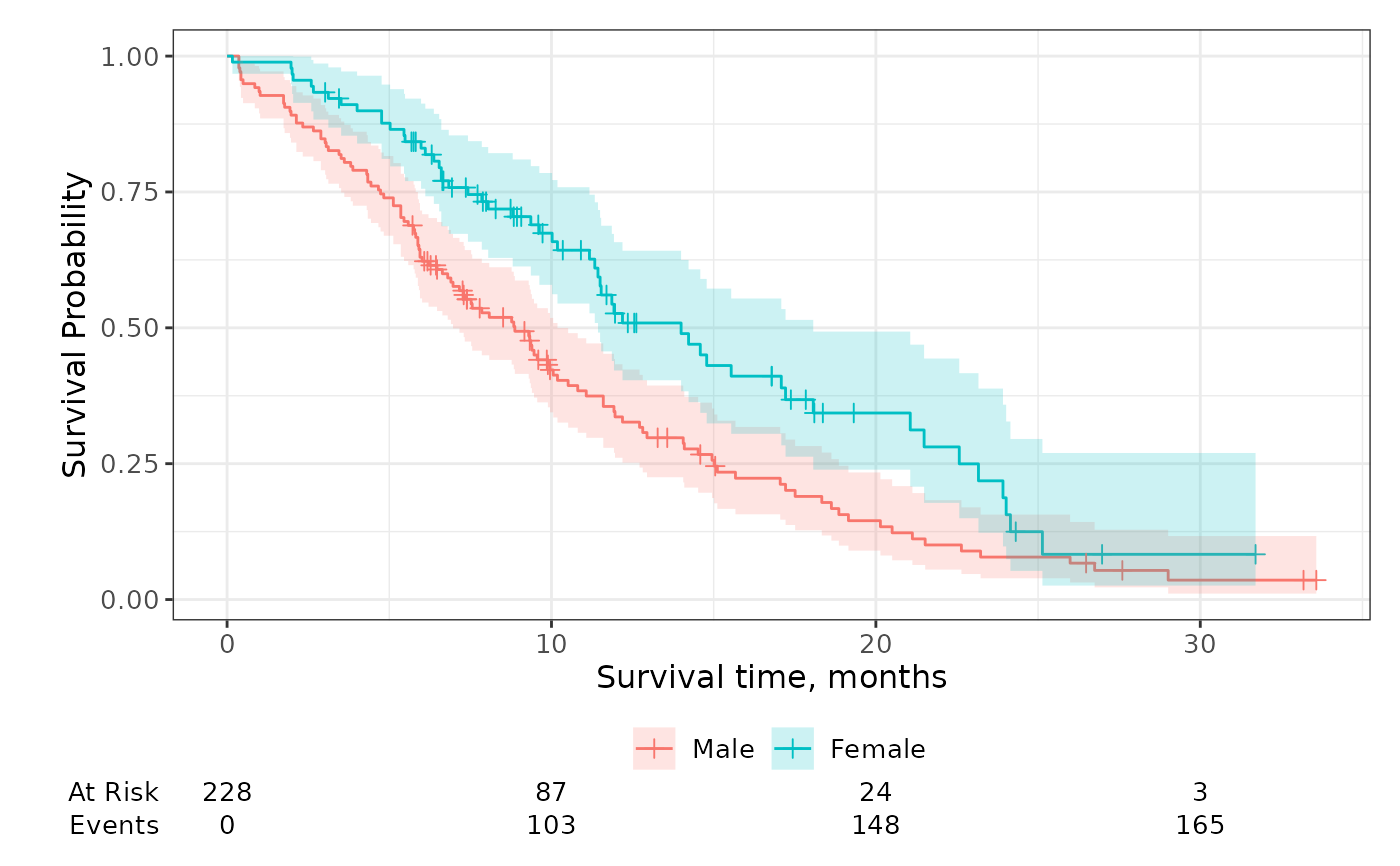 Survival Probability
1.00
0.75
0.50
0.25
0.00
0 10 20 30
Survival time, months
Male Female
At Risk 228 87 24 3
Events 0 103 148 165